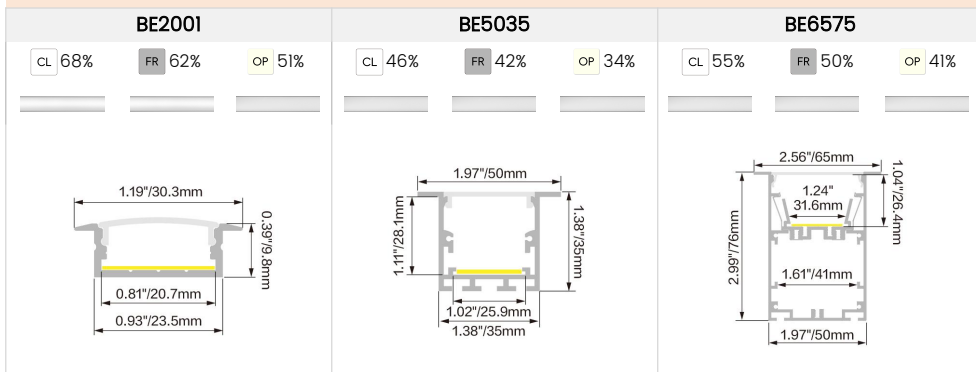 BE2001
CL 68% FR 62% OP 51%
1.19"/30.3mm
0.39"/9.8mm
0.81"/20.7mm
0.93"/23.5mm
BE5035
CL 46% FR 42% OP 34%
1.97"/50mm
1.11"/28.1mm
1.38"/35mm
1.02"/25.9mm
1.38"/35mm
BE6575
CL 55% FR 50% OP 41%
2.56"/65mm
1.04"/26.4mm
1.24"
31.6mm
2.99"/76mm
1.61"/41mm
1.97"/50mm